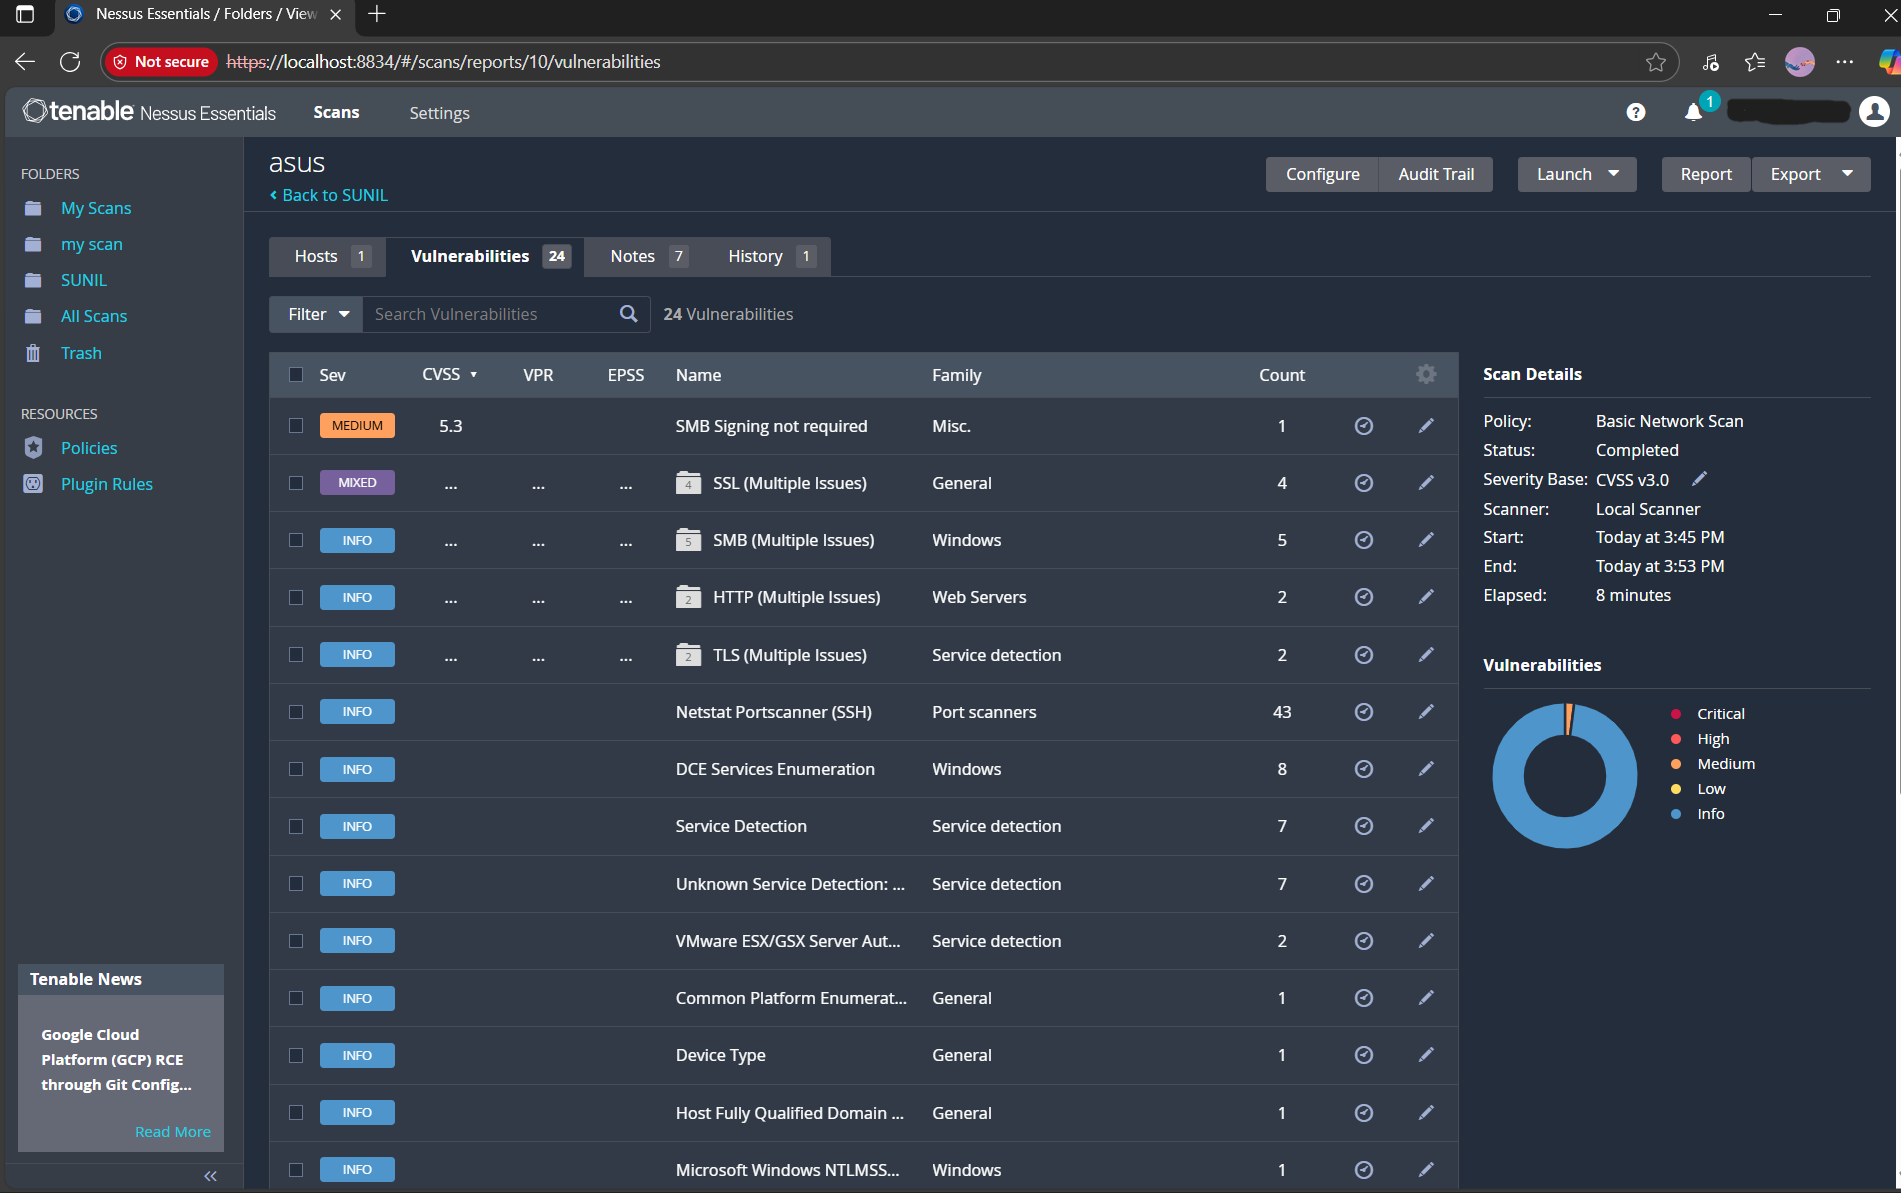 Nessus Essentials / Folders / View
Not secure https://localhost:8834/#/scans/reports/10/vulnerabilities
tenable Nessus Essentials Scans Settings 1
FOLDERS
My Scans
my scan
SUNIL
All Scans
Trash
RESOURCES
Policies
Plugin Rules
Tenable News
Google Cloud
Platform (GCP) RCE
through Git Config...
Read More
asus
Back to SUNIL
Configure Audit Trail Launch Report Export
Hosts 1 Vulnerabilities 24 Notes 7 History 1
Filter Search Vulnerabilities 24 Vulnerabilities
Sev CVSS VPR EPSS Name Family Count
MEDIUM 5.3 SMB Signing not required Misc. 1
MIXED ... ... ... 4 SSL (Multiple Issues) General 4
INFO ... ... ... 5 SMB (Multiple Issues) Windows 5
INFO ... ... ... 2 HTTP (Multiple Issues) Web Servers 2
INFO ... ... ... 2 TLS (Multiple Issues) Service detection 2
INFO Netstat Portscanner (SSH) Port scanners 43
INFO DCE Services Enumeration Windows 8
INFO Service Detection Service detection 7
INFO Unknown Service Detection: ... Service detection 7
INFO VMware ESX/GSX Server Aut... Service detection 2
INFO Common Platform Enumerat... General 1
INFO Device Type General 1
INFO Host Fully Qualified Domain ... General 1
INFO Microsoft Windows NTLMSS... Windows 1
Scan Details
Policy: Basic Network Scan
Status: Completed
Severity Base: CVSS v3.0
Scanner: Local Scanner
Start: Today at 3:45 PM
End: Today at 3:53 PM
Elapsed: 8 minutes
Vulnerabilities
Critical
High
Medium
Low
Info